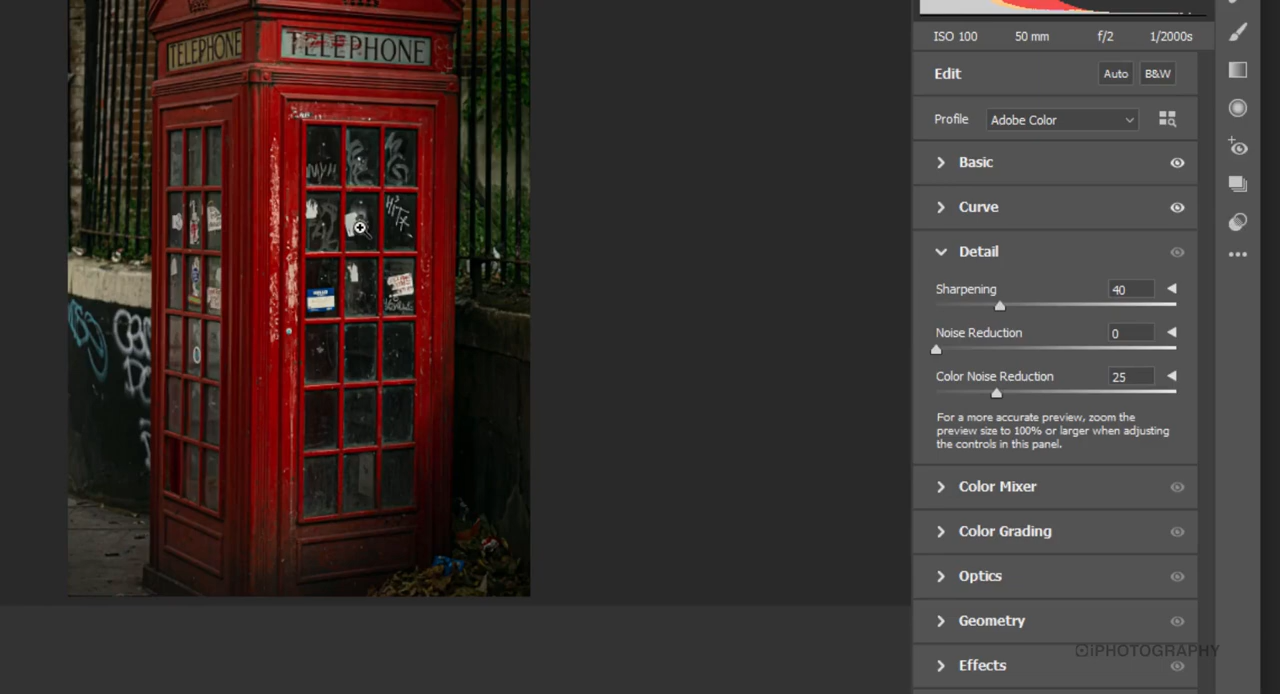 TELEPHONE
TELEPHONE
ISO 100 50 mm f/2 1/2000s
Edit Auto B&W
Profile Adobe Color
Basic
Curve
Detail
Sharpening 40
Noise Reduction 0
Color Noise Reduction 25
For a more accurate preview, zoom the
preview size to 100% or larger when adjusting
the controls in this panel.
Color Mixer
Color Grading
Optics
Geometry
iPHOTOGRAPHY
Effects